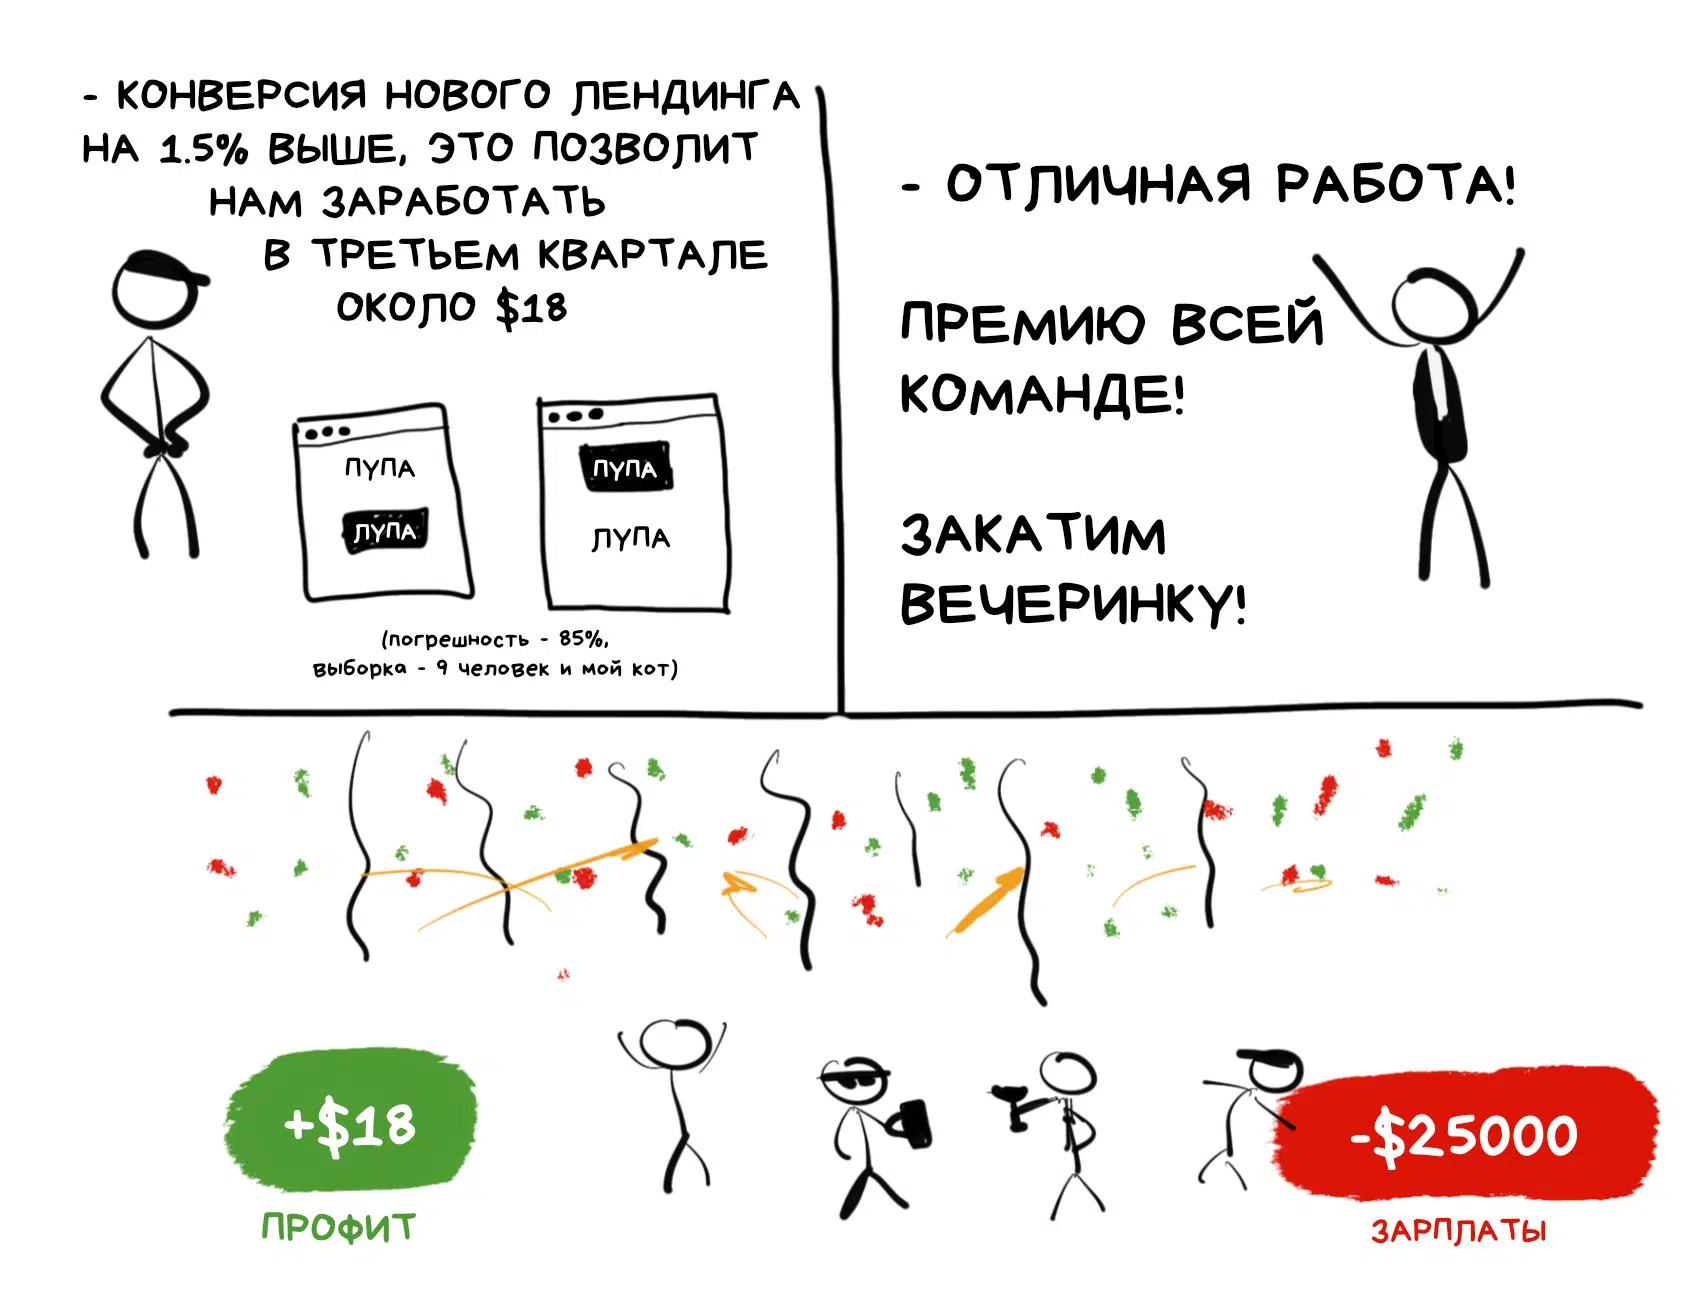 - КОНВЕРСИЯ НОВОГО ЛЕНДИНГА
НА 1.5% ВЫШЕ, ЭТО ПОЗВОЛИТ
НАМ ЗАРАБОТАТЬ
В ТРЕТЬЕМ КВАРТАЛЕ
ОКОЛО $18
ПУПА
ЛУПА
ПУПА
ЛУПА
(погрешность - 85%,
выборка - 9 человек и мой кот)
- ОТЛИЧНАЯ РАБОТА!
ПРЕМИЮ ВСЕЙ
КОМАНДЕ!
ЗАКАТИМ
ВЕЧЕРИНКУ!
+$18
ПРОФИТ
-$25000
ЗАРПЛАТЫ